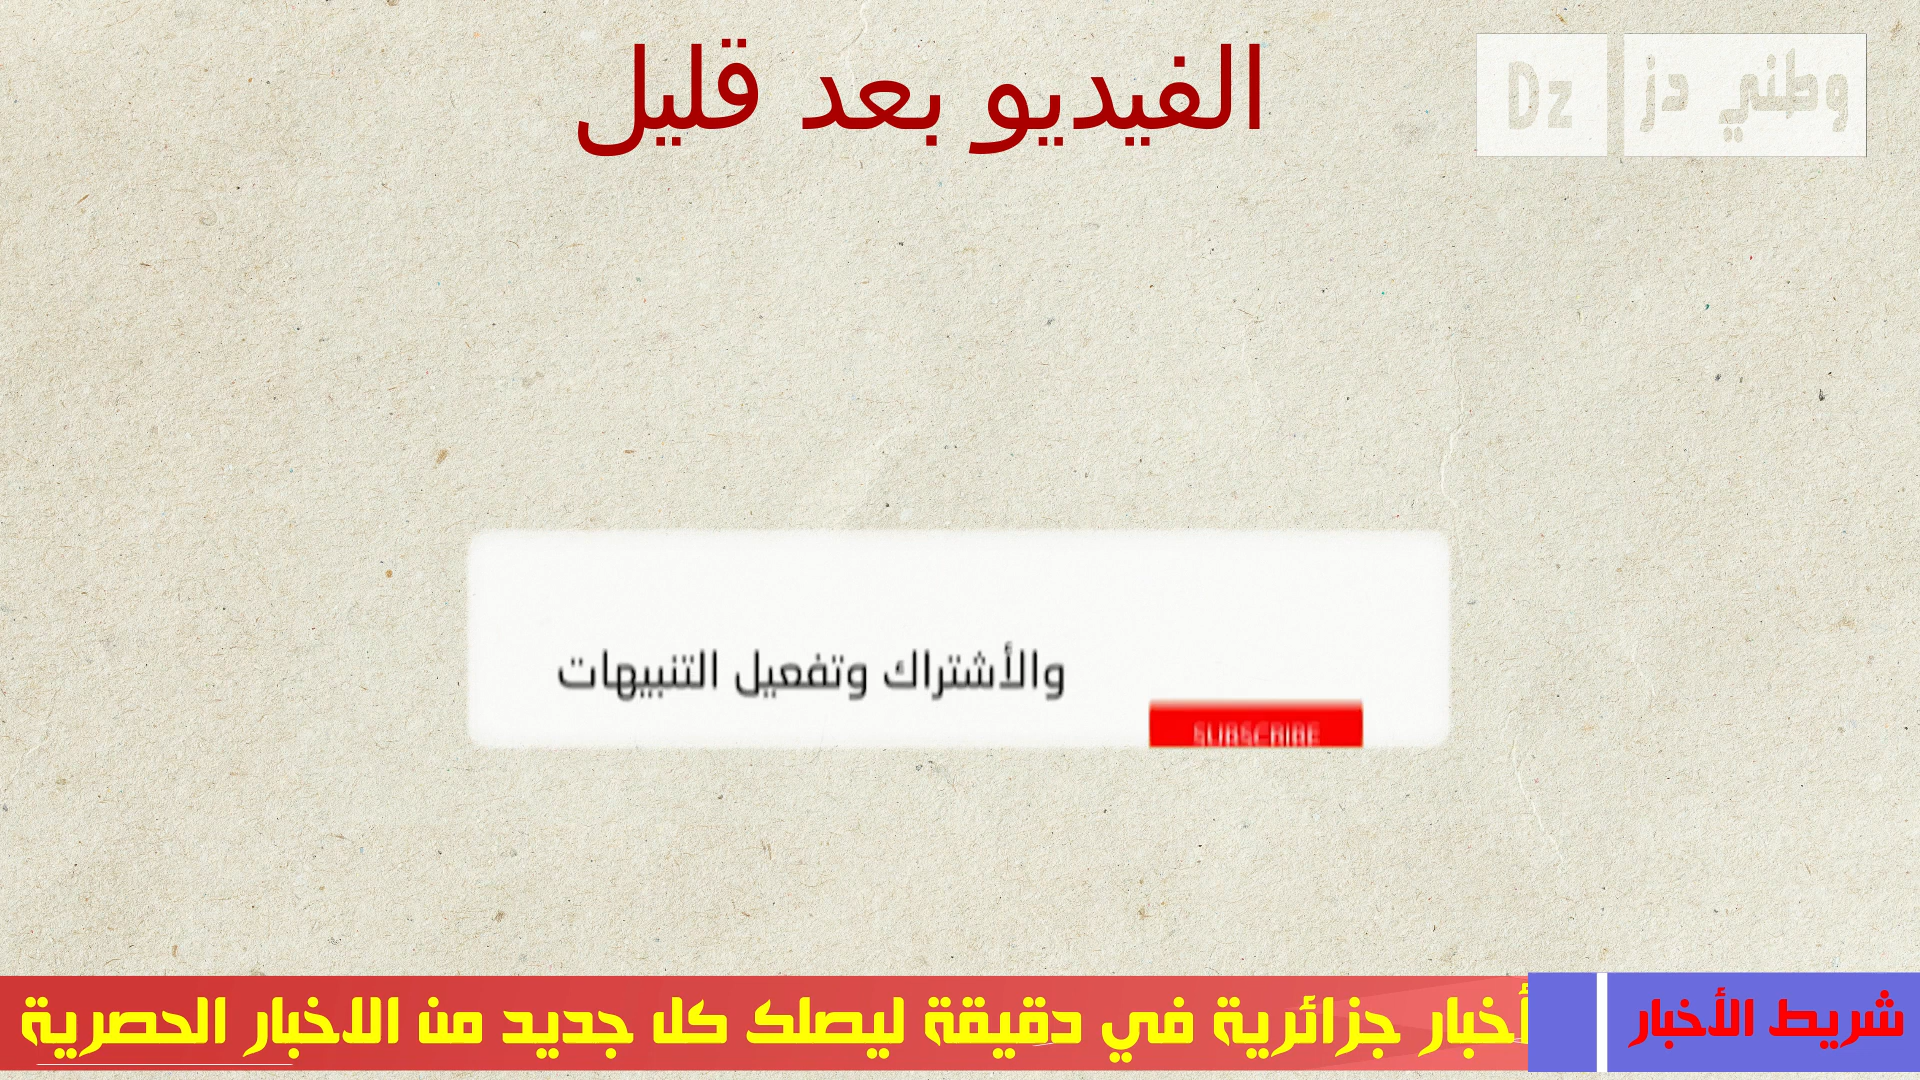 الفيديو بعد قليل
وطني دز
Dz
والأشتراك وتفعيل التنبيهات
SUBSCRIBE
شريط الأخبار
أخبار جزائرية في دقيقة ليصلك كل جديد من الاخبار الحصرية